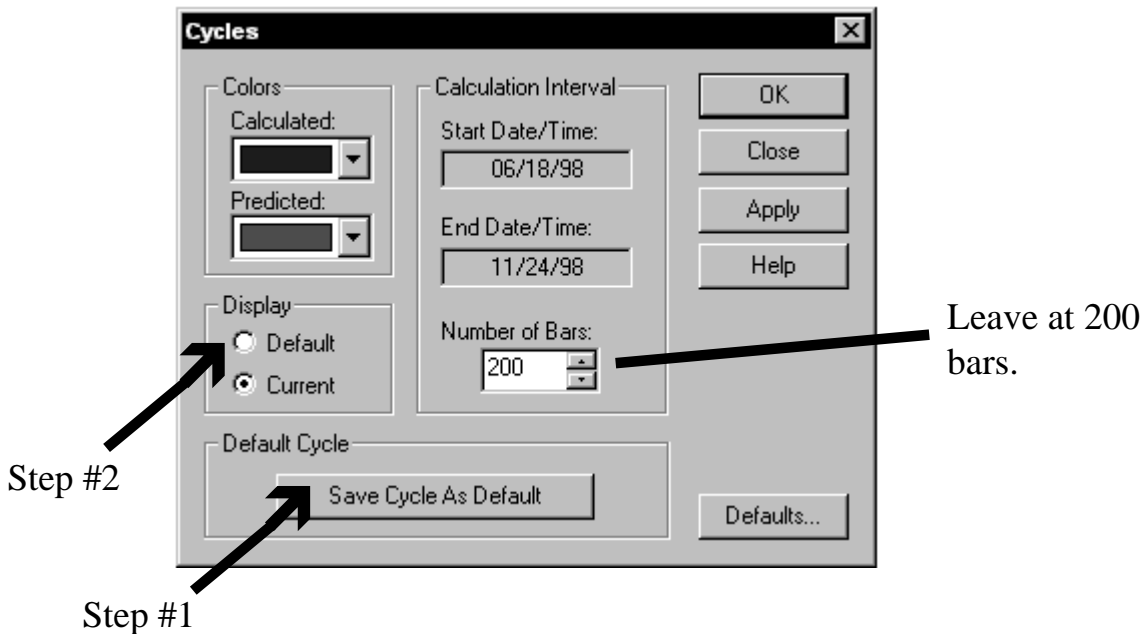 Cycles
Colors
Calculated:
Predicted:
Calculation Interval
Start Date/Time:
06/18/98
End Date/Time:
11/24/98
Number of Bars:
200
OK
Close
Apply
Help
Display
Default
Current
Default Cycle
Save Cycle As Default
Defaults...
Leave at 200
bars.
Step #2
Step #1